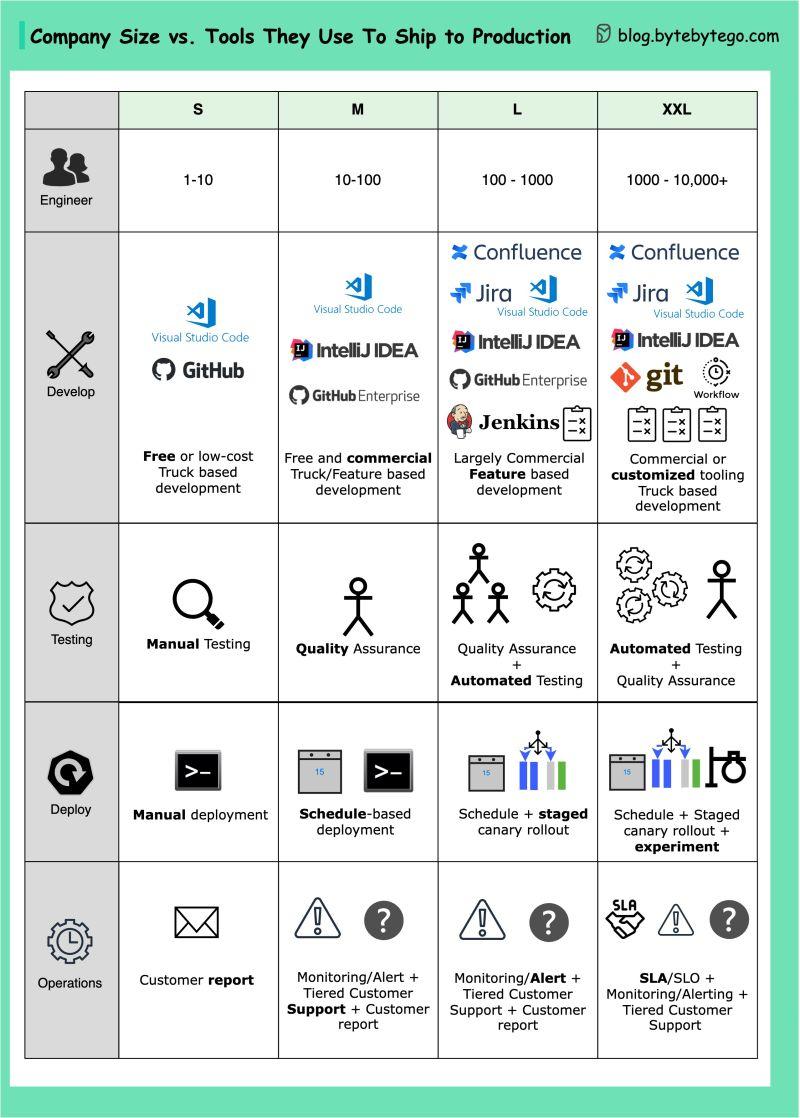 Company Size vs. Tools They Use To Ship to Production
blog.bytebytego.com
S
M
L
XXL
Engineer
1-10
10-100
100 - 1000
1000 - 10,000+
Develop
Visual Studio Code
GitHub
Free or low-cost
Truck based
development
Visual Studio Code
IntelliJ IDEA
GitHub Enterprise
Free and commercial
Truck/Feature based
development
Confluence
Jira
Visual Studio Code
IntelliJ IDEA
GitHub Enterprise
Jenkins
Largely Commercial
Feature based
development
Confluence
Jira
Visual Studio Code
IntelliJ IDEA
git
Workflow
Commercial or
customized tooling
Truck based
development
Testing
Manual Testing
Quality Assurance
Quality Assurance
+
Automated Testing
Automated Testing
+
Quality Assurance
Deploy
>-
Manual deployment
15
>-
Schedule-based
deployment
15
Schedule + staged
canary rollout
15
Schedule + Staged
canary rollout +
experiment
Operations
Customer report
!
?
Monitoring/Alert +
Tiered Customer
Support + Customer
report
!
?
Monitoring/Alert +
Tiered Customer
Support + Customer
report
SLA
!
?
SLA/SLO +
Monitoring/Alerting +
Tiered Customer
Support